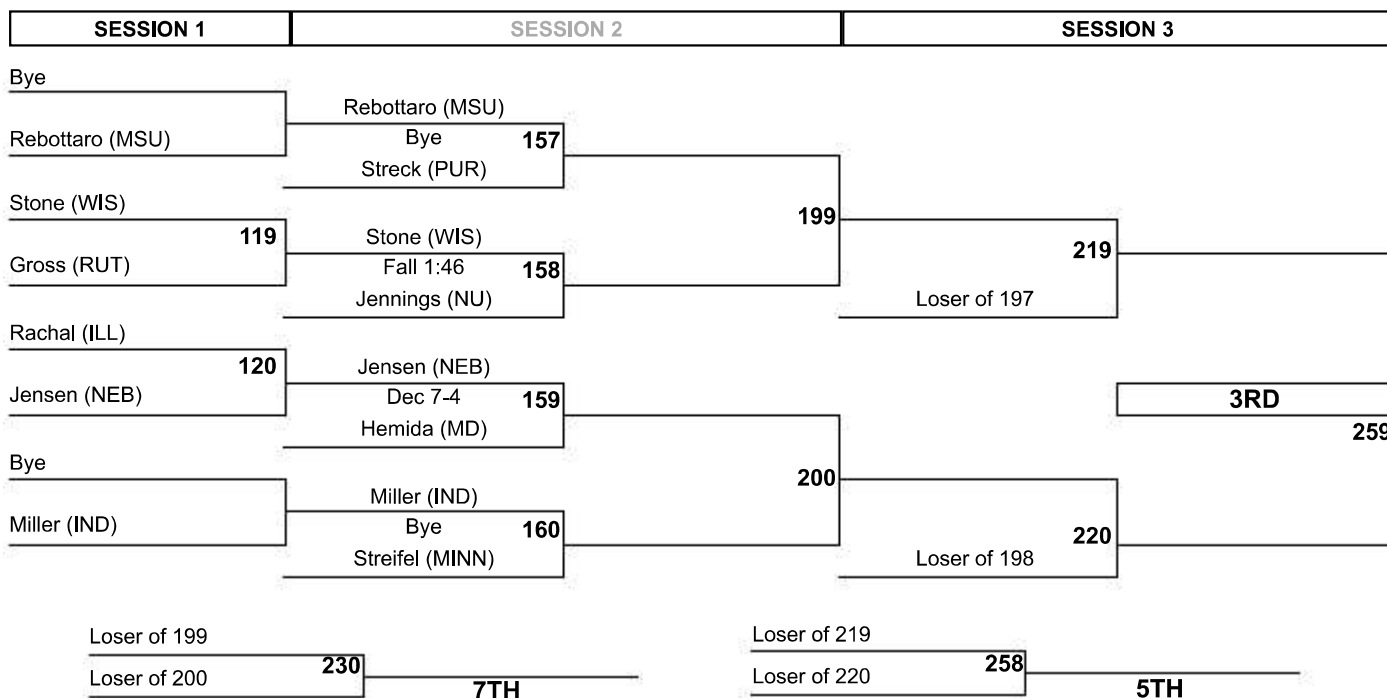 SESSION 1 SESSION 2 SESSION 3
Bye
Rebottaro (MSU)
Rebottaro (MSU) Bye 157
Streck (PUR)
Stone (WIS)
199
119 Stone (WIS)
Gross (RUT) Fall 1:46 158 219
Jennings (NU) Loser of 197
Rachal (ILL)
120 Jensen (NEB)
Jensen (NEB) Dec 7-4 159 3RD
Hemida (MD) 259
Bye
200
Miller (IND)
Miller (IND) Bye 160 220
Streifel (MINN) Loser of 198
Loser of 199 Loser of 219
230 258
Loser of 200 Loser of 220
7TH 5TH